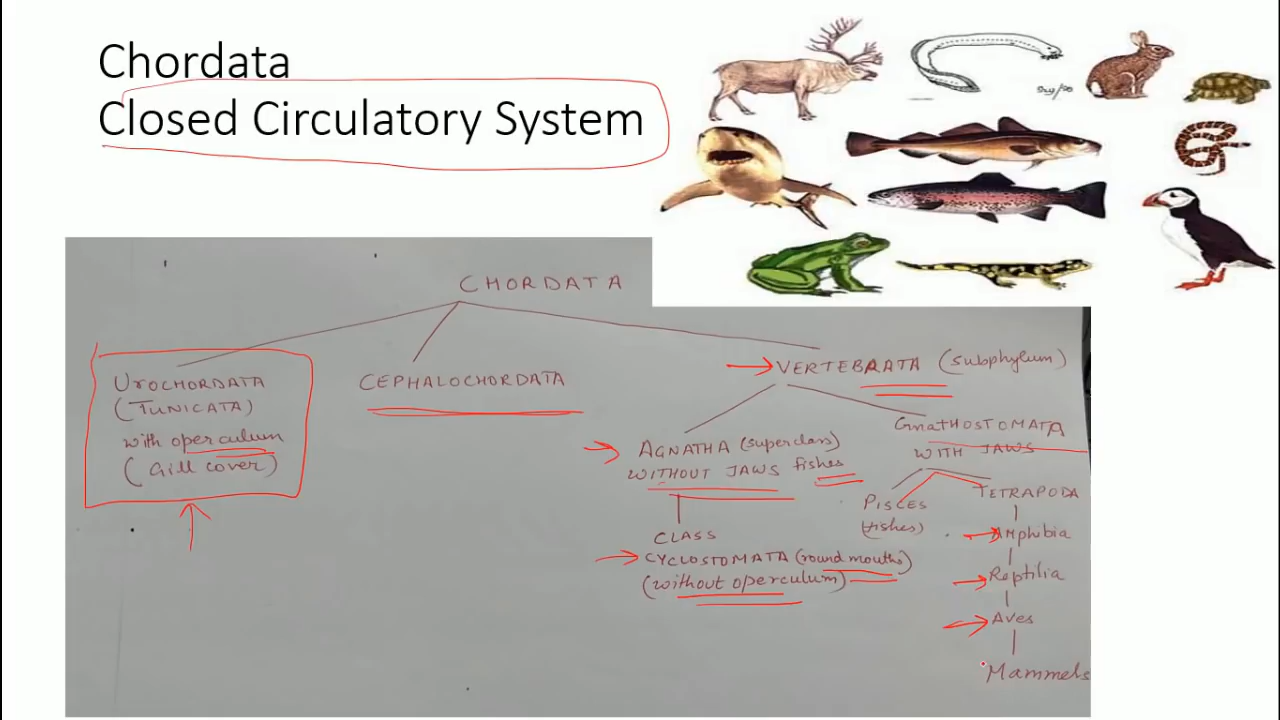 Chordata
Closed Circulatory System
CHORDATA
UROCHORDATA
(TUNICATA)
with operculum
(Gill cover)
CEPHALOCHORDATA
VERTEBRATA (subphylum)
AGNATHA (superclass)
WITHOUT JAWS fishes
CLASS
CYCLOSTOMATA (round mouths)
(without operculum)
GnATHOSTOMATA
WITH JAWS
PISCES
(fishes)
TETRAPODA
AMphibia
Reptilia
Aves
Mammels